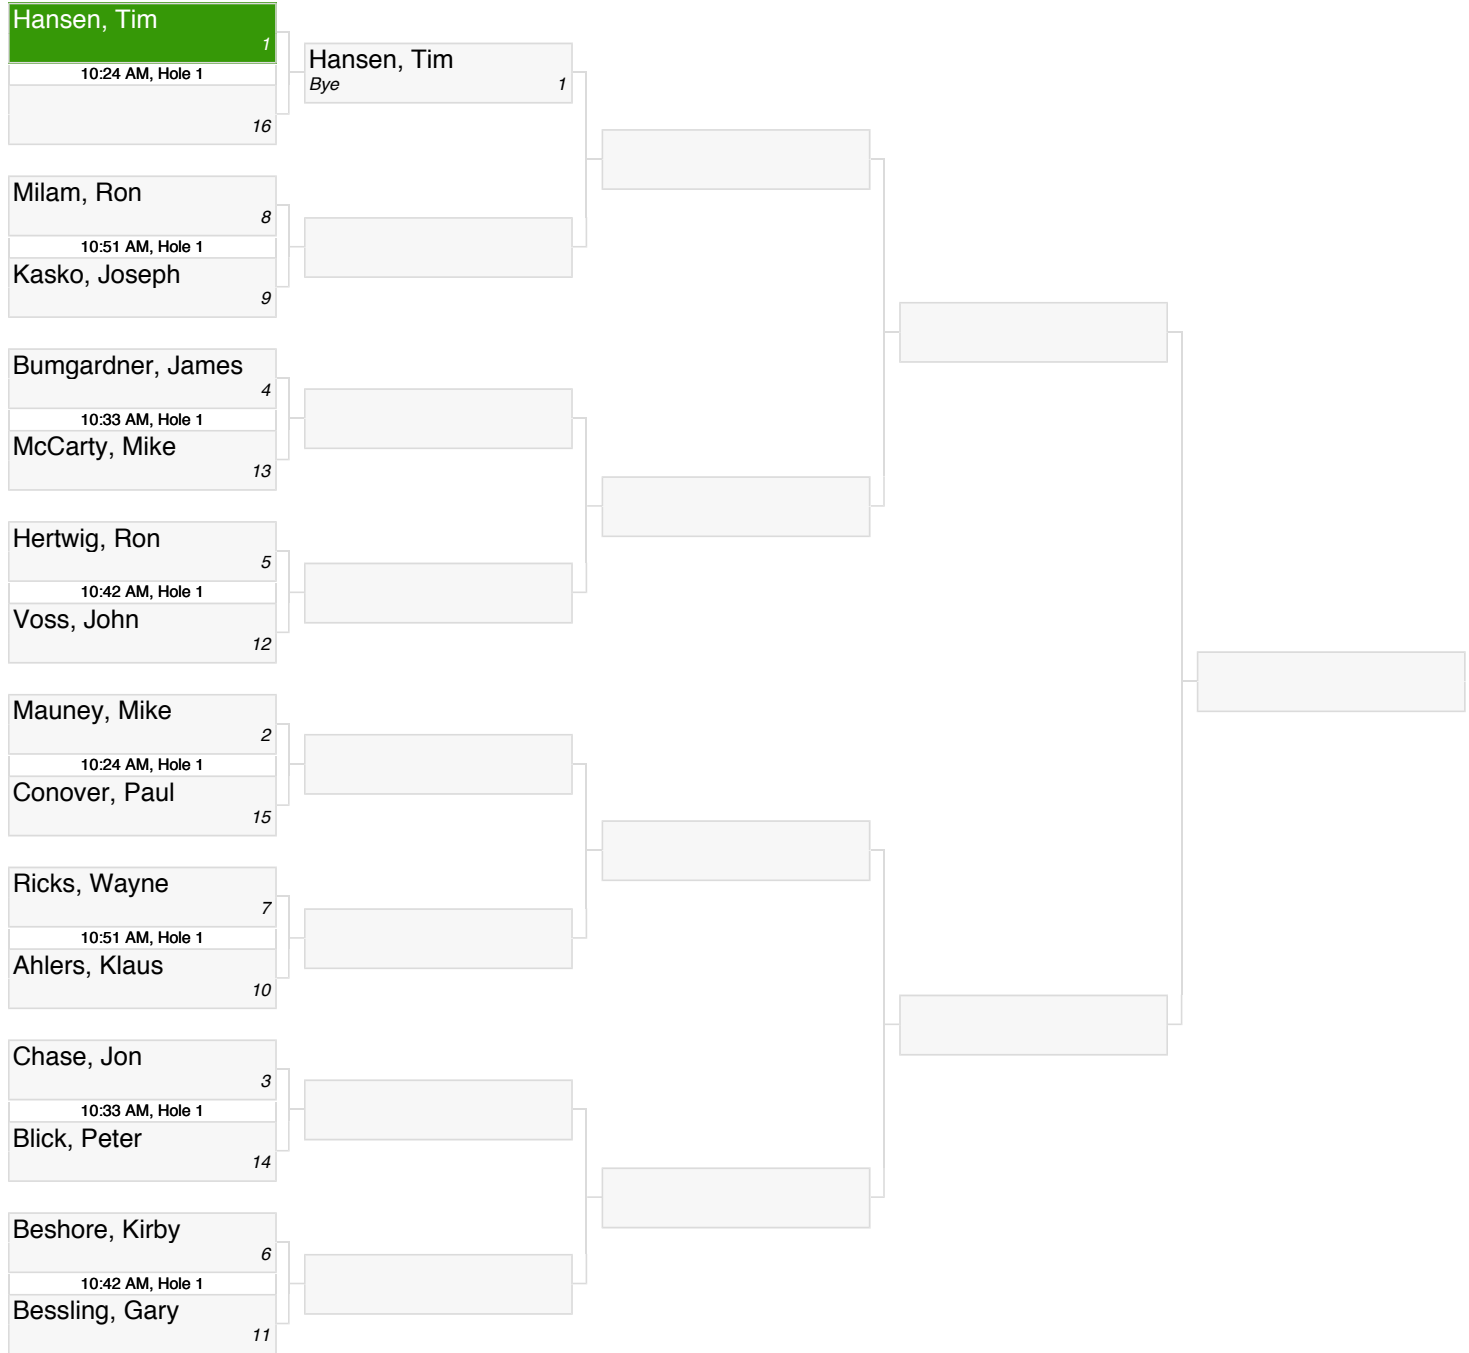 Hansen, Tim
1
10:24 AM, Hole 1
16
Hansen, Tim
Bye 1
Milam, Ron
8
10:51 AM, Hole 1
Kasko, Joseph
9
Bumgardner, James
4
10:33 AM, Hole 1
McCarty, Mike
13
Hertwig, Ron
5
10:42 AM, Hole 1
Voss, John
12
Mauney, Mike
2
10:24 AM, Hole 1
Conover, Paul
15
Ricks, Wayne
7
10:51 AM, Hole 1
Ahlers, Klaus
10
Chase, Jon
3
10:33 AM, Hole 1
Blick, Peter
14
Beshore, Kirby
6
10:42 AM, Hole 1
Bessling, Gary
11